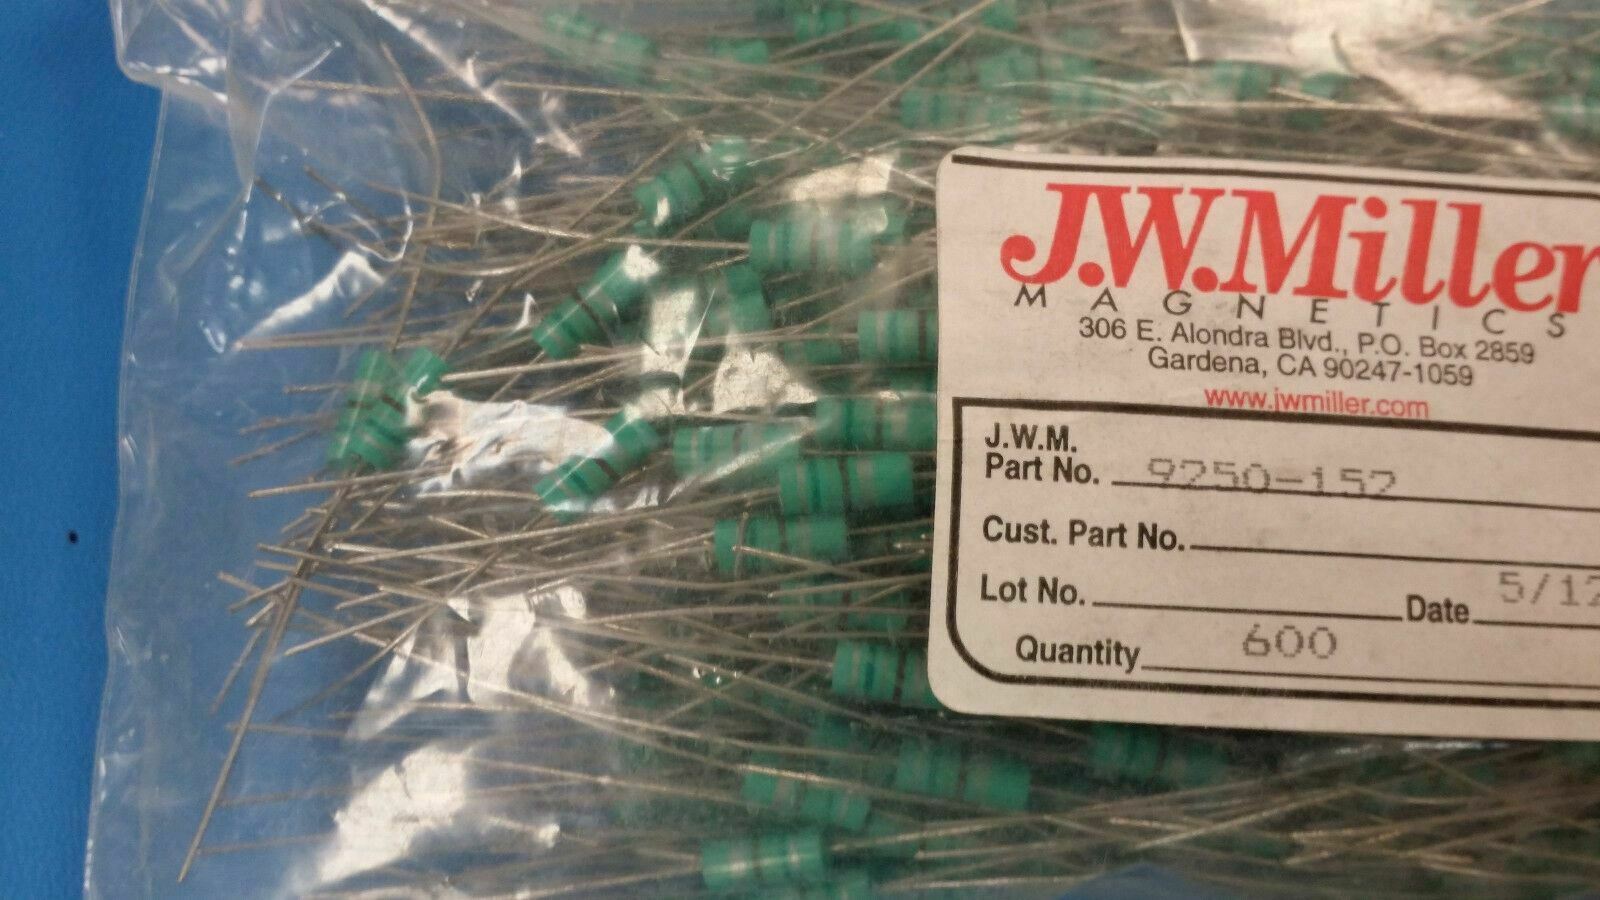 J.W.Miller
MAGNETICS
306 E. Alondra Blvd., P.O. Box 2859
Gardena, CA 90247-1059
www.jwmiller.com
J.W.M.
Part No. 9250-152
Cust. Part No.
Lot No. Date 5/12
Quantity 600